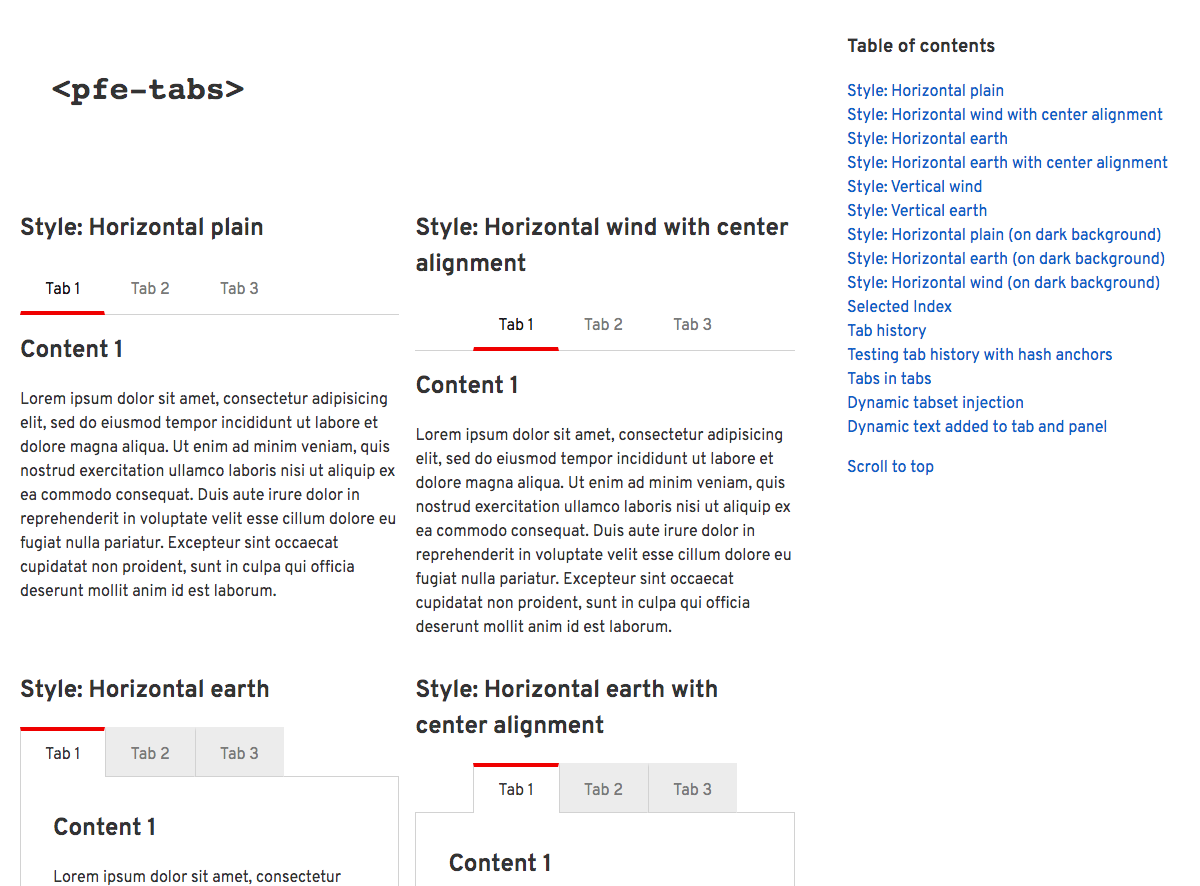 <pfe-tabs>
Style: Horizontal plain
Tab 1 Tab 2 Tab 3
Content 1
Lorem ipsum dolor sit amet, consectetur adipisicing
elit, sed do eiusmod tempor incididunt ut labore et
dolore magna aliqua. Ut enim ad minim veniam, quis
nostrud exercitation ullamco laboris nisi ut aliquip ex
ea commodo consequat. Duis aute irure dolor in
reprehenderit in voluptate velit esse cillum dolore eu
fugiat nulla pariatur. Excepteur sint occaecat
cupidatat non proident, sunt in culpa qui officia
deserunt mollit anim id est laborum.
Style: Horizontal wind with center
alignment
Tab 1 Tab 2 Tab 3
Content 1
Lorem ipsum dolor sit amet, consectetur adipisicing
elit, sed do eiusmod tempor incididunt ut labore et
dolore magna aliqua. Ut enim ad minim veniam, quis
nostrud exercitation ullamco laboris nisi ut aliquip ex
ea commodo consequat. Duis aute irure dolor in
reprehenderit in voluptate velit esse cillum dolore eu
fugiat nulla pariatur. Excepteur sint occaecat
cupidatat non proident, sunt in culpa qui officia
deserunt mollit anim id est laborum.
Style: Horizontal earth
Tab 1 Tab 2 Tab 3
Content 1
Lorem ipsum dolor sit amet, consectetur
Style: Horizontal earth with
center alignment
Tab 1 Tab 2 Tab 3
Content 1
Table of contents
Style: Horizontal plain
Style: Horizontal wind with center alignment
Style: Horizontal earth
Style: Horizontal earth with center alignment
Style: Vertical wind
Style: Vertical earth
Style: Horizontal plain (on dark background)
Style: Horizontal earth (on dark background)
Style: Horizontal wind (on dark background)
Selected Index
Tab history
Testing tab history with hash anchors
Tabs in tabs
Dynamic tabset injection
Dynamic text added to tab and panel
Scroll to top